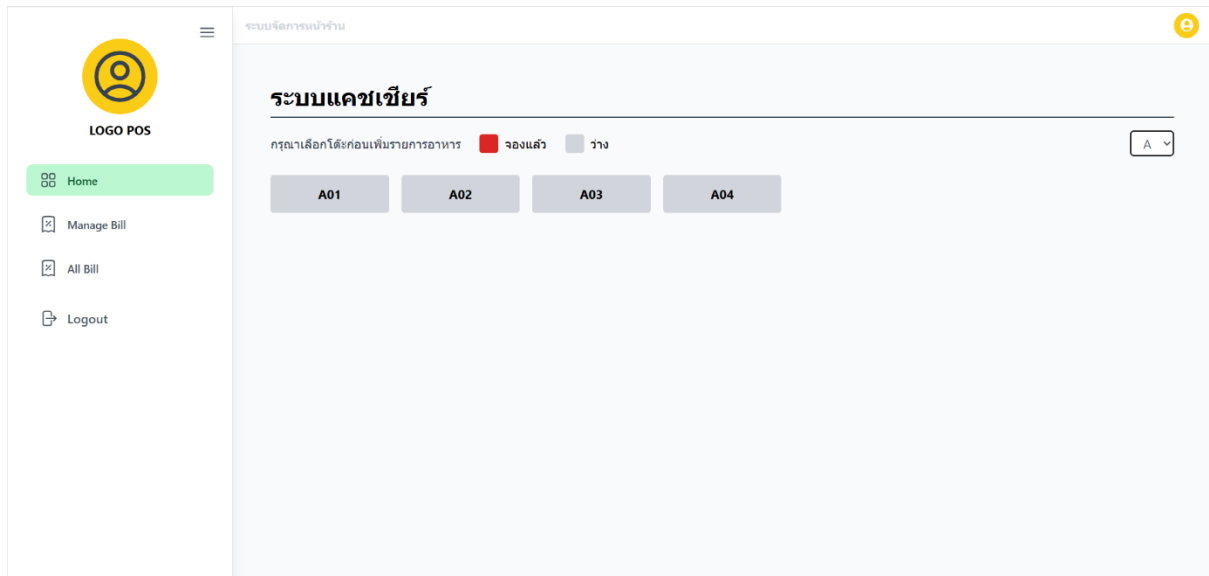 ระบบจัดการหน้าร้าน
LOGO POS
Home
Manage Bill
All Bill
Logout
ระบบแคชเชียร์
กรุณาเลือกโต๊ะก่อนเพิ่มรายการอาหาร จองแล้ว ว่าง A
A01 A02 A03 A04